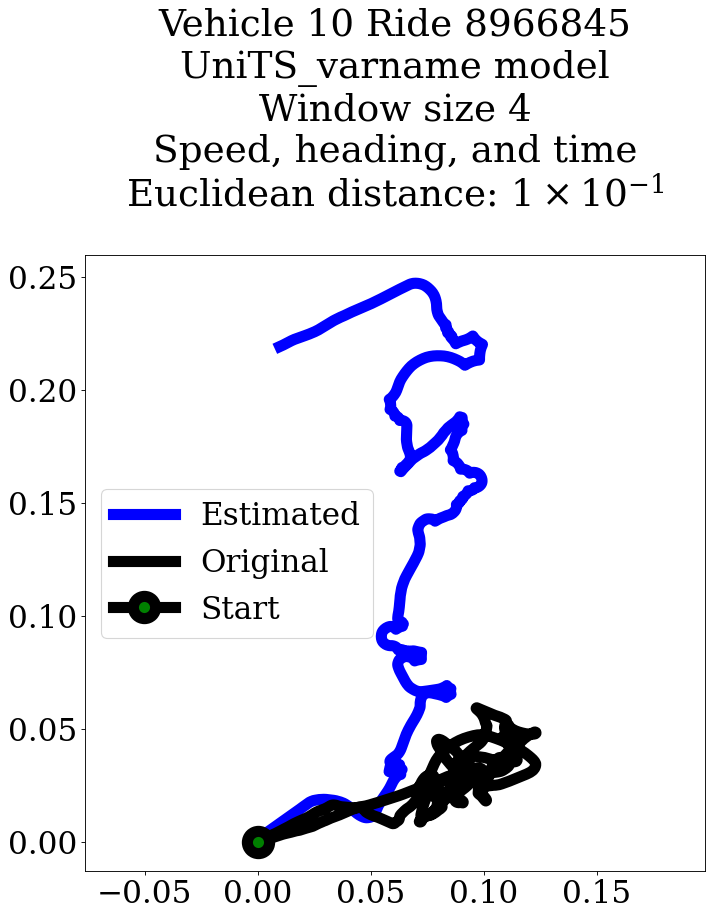 Vehicle 10 Ride 8966845
UniTS_varname model
Window size 4
Speed, heading, and time
Euclidean distance: 1 × 10⁻¹
0.25
0.20
0.15
0.10
0.05
0.00
Estimated
Original
Start
−0.05 0.00 0.05 0.10 0.15